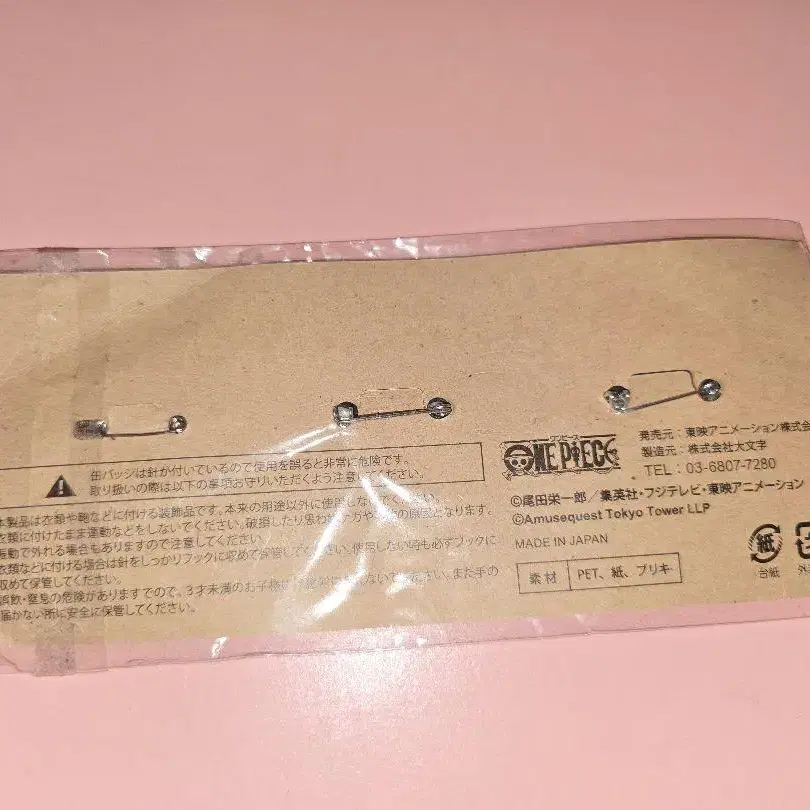 缶バッジは針が付いているので使用を誤ると非常に危険です。
取り扱いの際は以下の事項お守りいただくよう注意ください。
本製品は衣類や鞄などに付ける装飾品です。本来の用途以外に使用しないでください。
衣類に付けたまま運動などをしないでください。破損したり思わぬケガや の原因となります。
振動で外れる場合もありますので注意してください。
衣類などに付ける場合は針をしっかりフックに収めて保管してください。使用しない時も必ずフックに
収めて保管してください。
誤飲・窒息の危険がありますので、3才未満のお子様には ないでください。また手の
届かない所に安全に保管してください。
ワンピース
ONE PIECE
発売元：東映アニメーション株式会
製造元：株式会社大文字
TEL：03-6807-7280
©尾田栄一郎／集英社・フジテレビ・東映アニメーション
©Amusequest Tokyo Tower LLP
MADE IN JAPAN
素材 PET、紙、ブリキ
紙
台紙
外